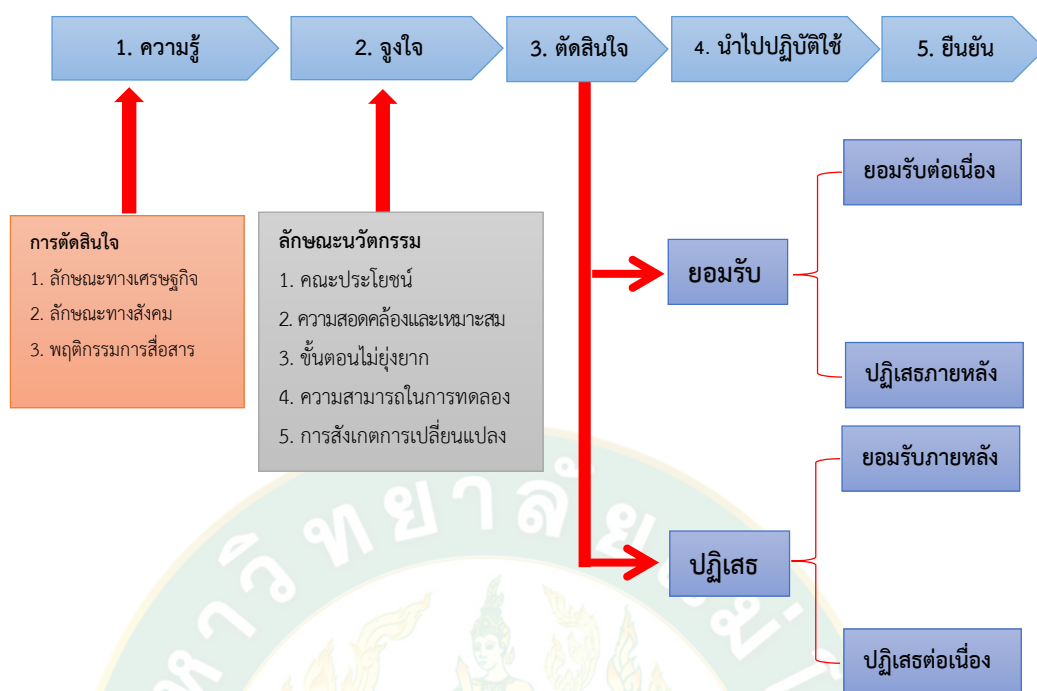 1. ความรู้
2. จูงใจ
3. ตัดสินใจ
4. นำไปปฏิบัติใช้
5. ยืนยัน
การตัดสินใจ
1. ลักษณะทางเศรษฐกิจ
2. ลักษณะทางสังคม
3. พฤติกรรมการสื่อสาร
ลักษณะนวัตกรรม
1. คณะประโยชน์
2. ความสอดคล้องและเหมาะสม
3. ขั้นตอนไม่ยุ่งยาก
4. ความสามารถในการทดลอง
5. การสังเกตการเปลี่ยนแปลง
ยอมรับ
ยอมรับต่อเนื่อง
ปฏิเสธภายหลัง
ปฏิเสธ
ยอมรับภายหลัง
ปฏิเสธต่อเนื่อง